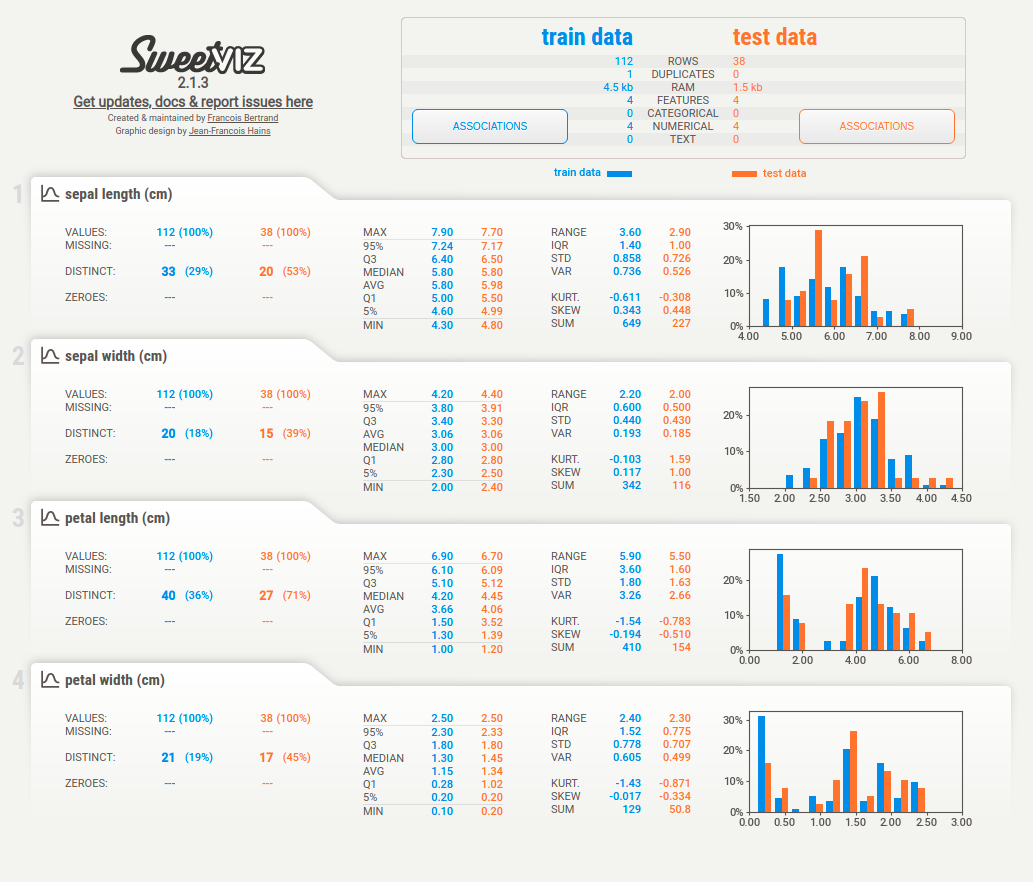 SweetVIZ
2.1.3
Get updates, docs & report issues here
Created & maintained by Francois Bertrand
Graphic design by Jean-Francois Hains
train data test data
112 ROWS 38
1 DUPLICATES 0
4.5 kb RAM 1.5 kb
4 FEATURES 4
0 CATEGORICAL 0
4 NUMERICAL 4
0 TEXT 0
ASSOCIATIONS
ASSOCIATIONS
train data test data
1 sepal length (cm)
VALUES: 112 (100%) 38 (100%)
MISSING: --- ---
DISTINCT: 33 (29%) 20 (53%)
ZEROES: --- ---
MAX 7.90 7.70
95% 7.24 7.17
Q3 6.40 6.50
MEDIAN 5.80 5.80
AVG 5.80 5.98
Q1 5.00 5.50
5% 4.60 4.99
MIN 4.30 4.80
RANGE 3.60 2.90
IQR 1.40 1.00
STD 0.858 0.726
VAR 0.736 0.526
KURT. -0.611 -0.308
SKEW 0.343 0.448
SUM 649 227
30%
20%
10%
0%
4.00 5.00 6.00 7.00 8.00 9.00
2 sepal width (cm)
VALUES: 112 (100%) 38 (100%)
MISSING: --- ---
DISTINCT: 20 (18%) 15 (39%)
ZEROES: --- ---
MAX 4.20 4.40
95% 3.80 3.91
Q3 3.40 3.30
AVG 3.06 3.06
MEDIAN 3.00 3.00
Q1 2.80 2.80
5% 2.30 2.50
MIN 2.00 2.40
RANGE 2.20 2.00
IQR 0.600 0.500
STD 0.440 0.430
VAR 0.193 0.185
KURT. -0.103 1.59
SKEW 0.117 1.00
SUM 342 116
20%
10%
0%
1.50 2.00 2.50 3.00 3.50 4.00 4.50
3 petal length (cm)
VALUES: 112 (100%) 38 (100%)
MISSING: --- ---
DISTINCT: 40 (36%) 27 (71%)
ZEROES: --- ---
MAX 6.90 6.70
95% 6.10 6.09
Q3 5.10 5.12
MEDIAN 4.20 4.45
AVG 3.66 4.06
Q1 1.50 3.52
5% 1.30 1.39
MIN 1.00 1.20
RANGE 5.90 5.50
IQR 3.60 1.60
STD 1.80 1.63
VAR 3.26 2.66
KURT. -1.54 -0.783
SKEW -0.194 -0.510
SUM 410 154
20%
10%
0%
0.00 2.00 4.00 6.00 8.00
4 petal width (cm)
VALUES: 112 (100%) 38 (100%)
MISSING: --- ---
DISTINCT: 21 (19%) 17 (45%)
ZEROES: --- ---
MAX 2.50 2.50
95% 2.30 2.33
Q3 1.80 1.80
MEDIAN 1.30 1.45
AVG 1.15 1.34
Q1 0.28 1.02
5% 0.20 0.20
MIN 0.10 0.20
RANGE 2.40 2.30
IQR 1.52 0.775
STD 0.778 0.707
VAR 0.605 0.499
KURT. -1.43 -0.871
SKEW -0.017 -0.334
SUM 129 50.8
30%
20%
10%
0%
0.00 0.50 1.00 1.50 2.00 2.50 3.00